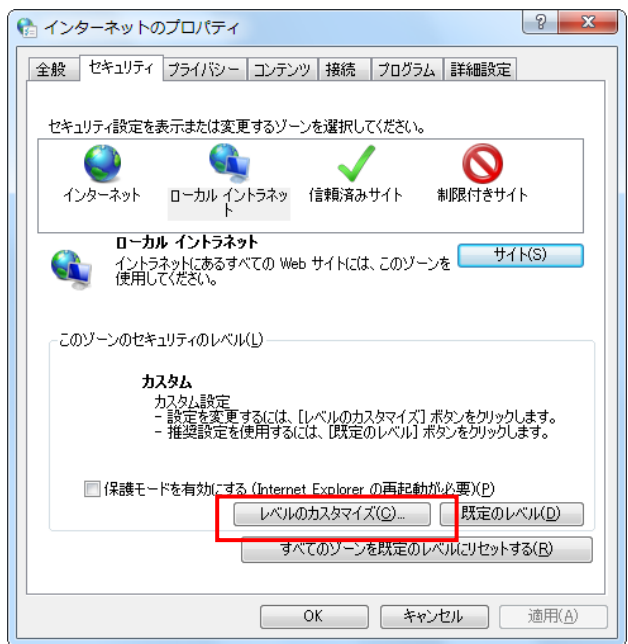 インターネットのプロパティ
全般 セキュリティ プライバシー コンテンツ 接続 プログラム 詳細設定
セキュリティ設定を表示または変更するゾーンを選択してください。
インターネット ローカル イントラネッ 信頼済みサイト 制限付きサイト
ト
ローカル イントラネット
イントラネットにあるすべての Web サイトには、このゾーンを
使用してください。
サイト(S)
このゾーンのセキュリティのレベル(L)
カスタム
カスタム設定
- 設定を変更するには、[レベルのカスタマイズ] ボタンをクリックします。
- 推奨設定を使用するには、[既定のレベル] ボタンをクリックします。
保護モードを有効にする (Internet Explorer の再起動が必要)(P)
レベルのカスタマイズ(C)... 既定のレベル(D)
すべてのゾーンを既定のレベルにリセットする(R)
OK キャンセル 適用(A)